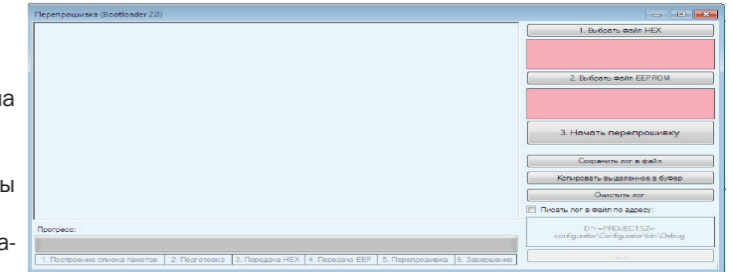 Перепрошивка (Bootloader 2.0)
1. Выбрать файл HEX
2. Выбрать файл EEPROM
3. Начать перепрошивку
Сохранить лог в файл
Копировать выделенное в буфер
Очистить лог
Писать лог в файл по адресу:
D:\=PROJECTS2=
configurator\Configurator\bin\Debug
...
Прогресс:
1. Построение списка пакетов 2. Подготовка 3. Передача HEX 4. Передача EEP 5. Перепрошивка 6. Завершение
ы
а-